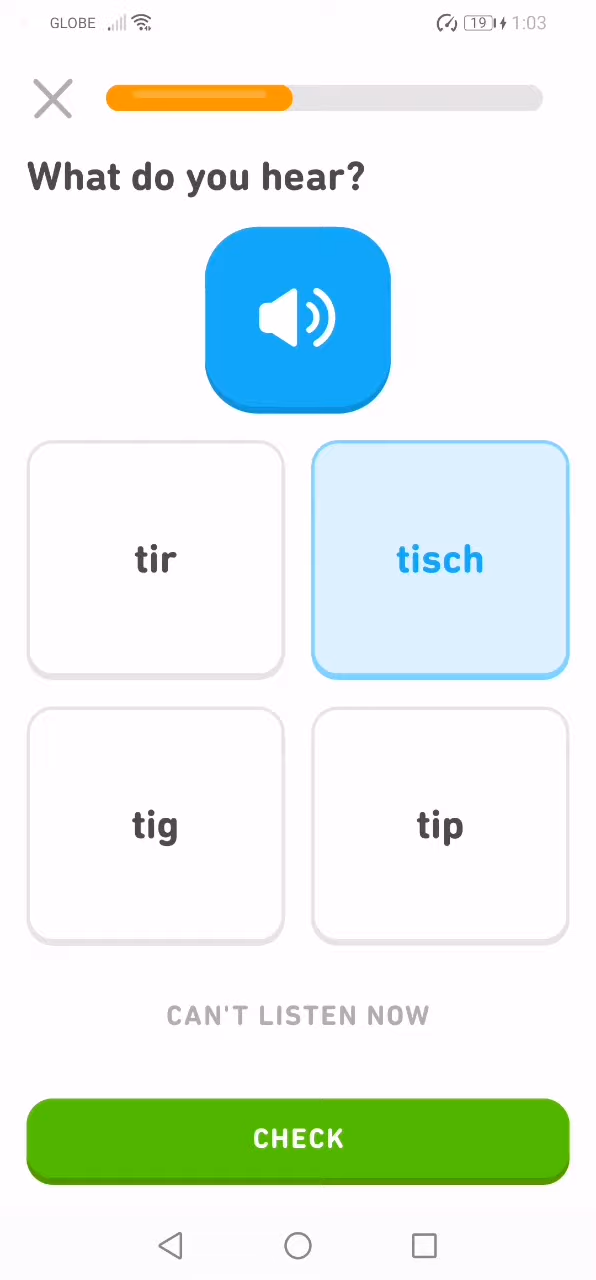 GLOBE 19 1:03
What do you hear?
tir tisch
tig tip
CAN'T LISTEN NOW
CHECK